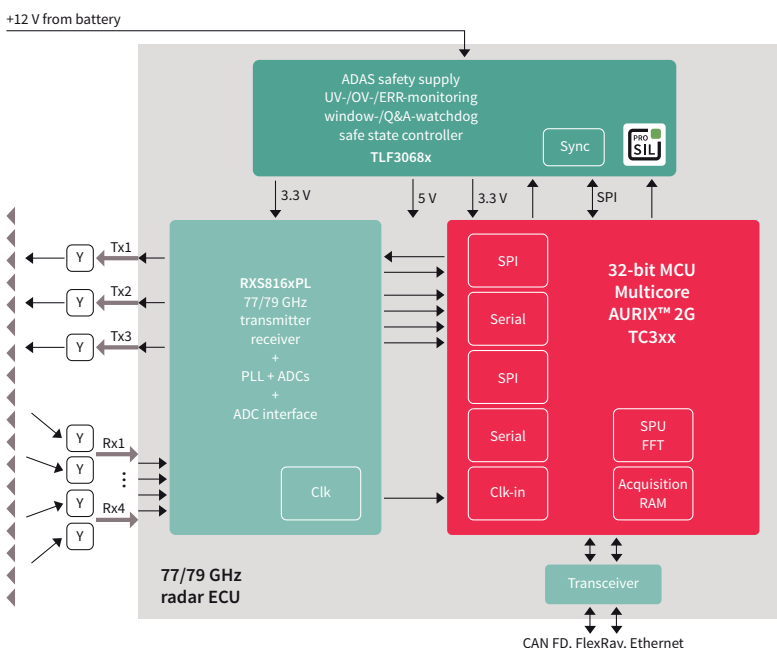 +12 V from battery
ADAS safety supply
UV-/OV-/ERR-monitoring
window-/Q&A-watchdog
safe state controller
TLF3068x
Sync
PRO
SIL
3.3 V
5 V
3.3 V
SPI
Tx1
Y
Tx2
Y
Tx3
Y
RXS816xPL
77/79 GHz
transmitter
receiver
+
PLL + ADCs
+
ADC interface
Clk
SPI
Serial
SPI
Serial
Clk-in
32-bit MCU
Multicore
AURIX™ 2G
TC3xx
SPU
FFT
Acquisition
RAM
Y
Rx1
Y
Y
Rx4
Y
77/79 GHz
radar ECU
Transceiver
CAN FD, FlexRay, Ethernet